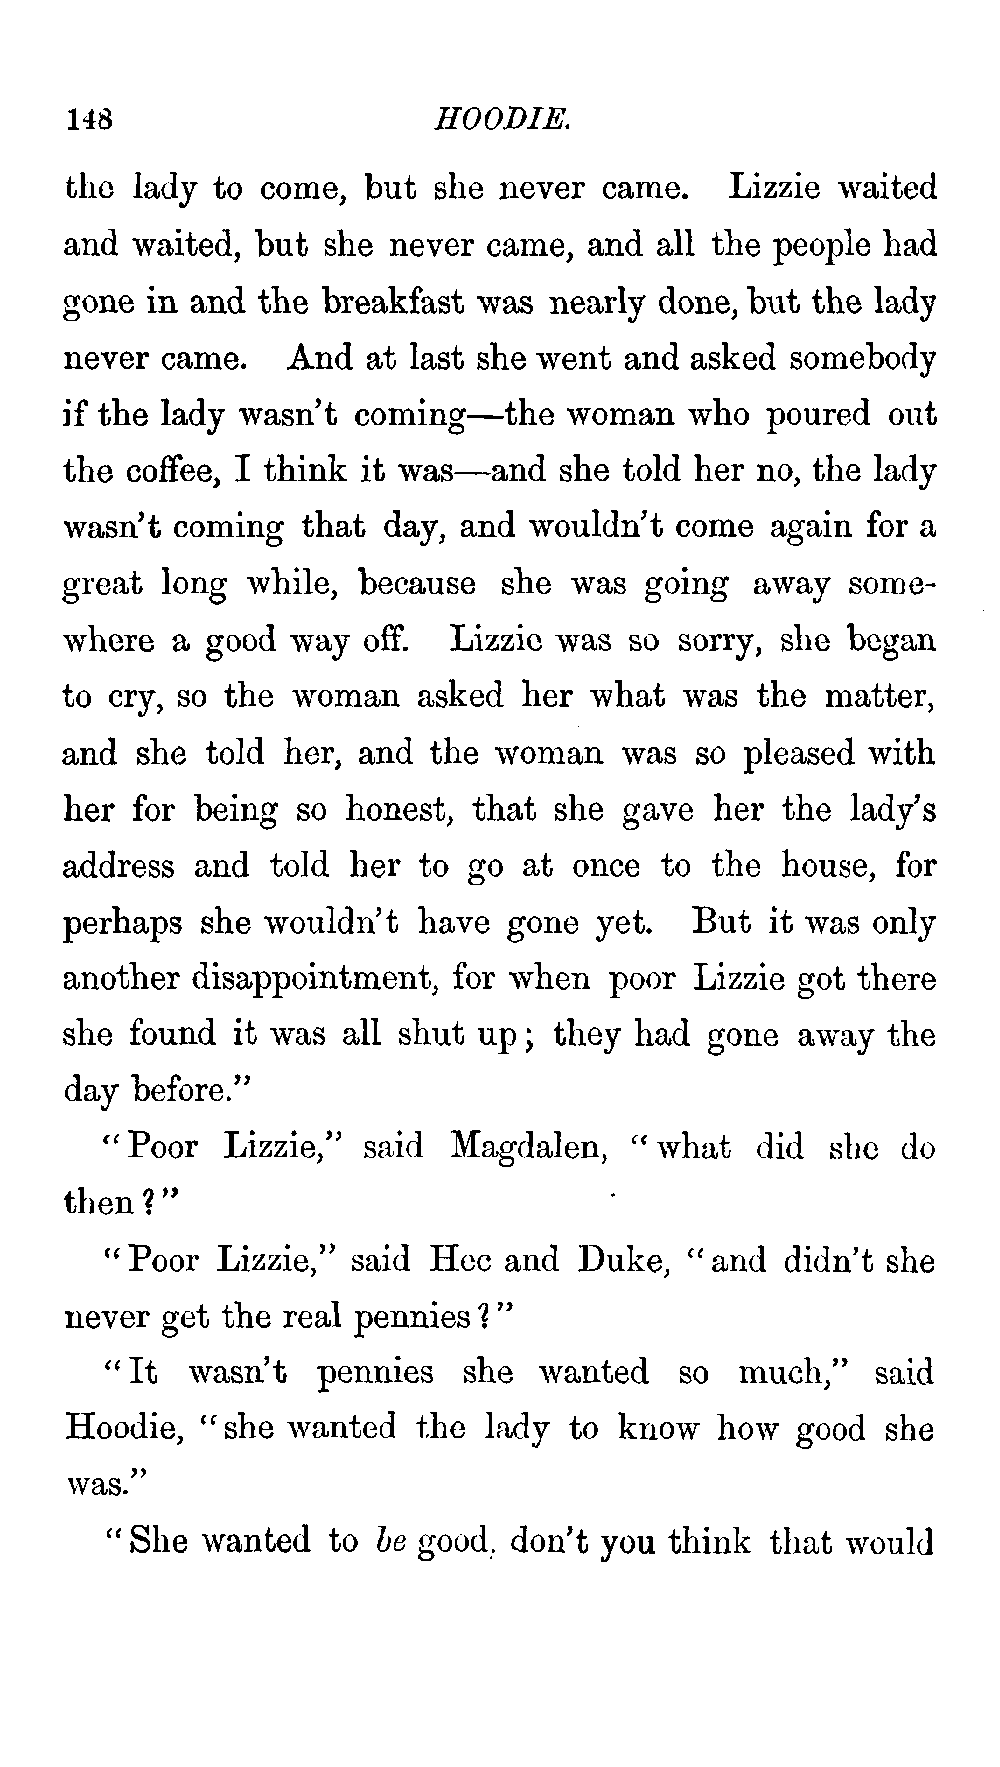 148 HOODIE.
the lady to come, but she never came. Lizzie waited
and waited, but she never came, and all the people had
gone in and the breakfast was nearly done, but the lady
never came. And at last she went and asked somebody
if the lady wasn't coming—the woman who poured out
the coffee, I think it was—and she told her no, the lady
wasn't coming that day, and wouldn't come again for a
great long while, because she was going away some-
where a good way off. Lizzie was so sorry, she began
to cry, so the woman asked her what was the matter,
and she told her, and the woman was so pleased with
her for being so honest, that she gave her the lady's
address and told her to go at once to the house, for
perhaps she wouldn't have gone yet. But it was only
another disappointment, for when poor Lizzie got there
she found it was all shut up; they had gone away the
day before."
"Poor Lizzie," said Magdalen, "what did she do
then?"
"Poor Lizzie," said Hec and Duke, "and didn't she
never get the real pennies?"
"It wasn't pennies she wanted so much," said
Hoodie, "she wanted the lady to know how good she
was."
"She wanted to be good, don't you think that would